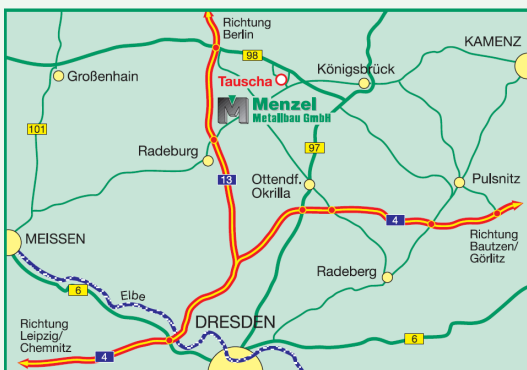 Richtung
Berlin
98
KAMENZ
Großenhain
Tauscha
Königsbrück
Menzel
Metallbau GmbH
101
97
Radeburg
13
Ottendf.
Okrilla
Pulsnitz
4
MEISSEN
Richtung
Bautzen/
Görlitz
Radeberg
6
Elbe
Richtung
Leipzig/
Chemnitz
DRESDEN
6
4